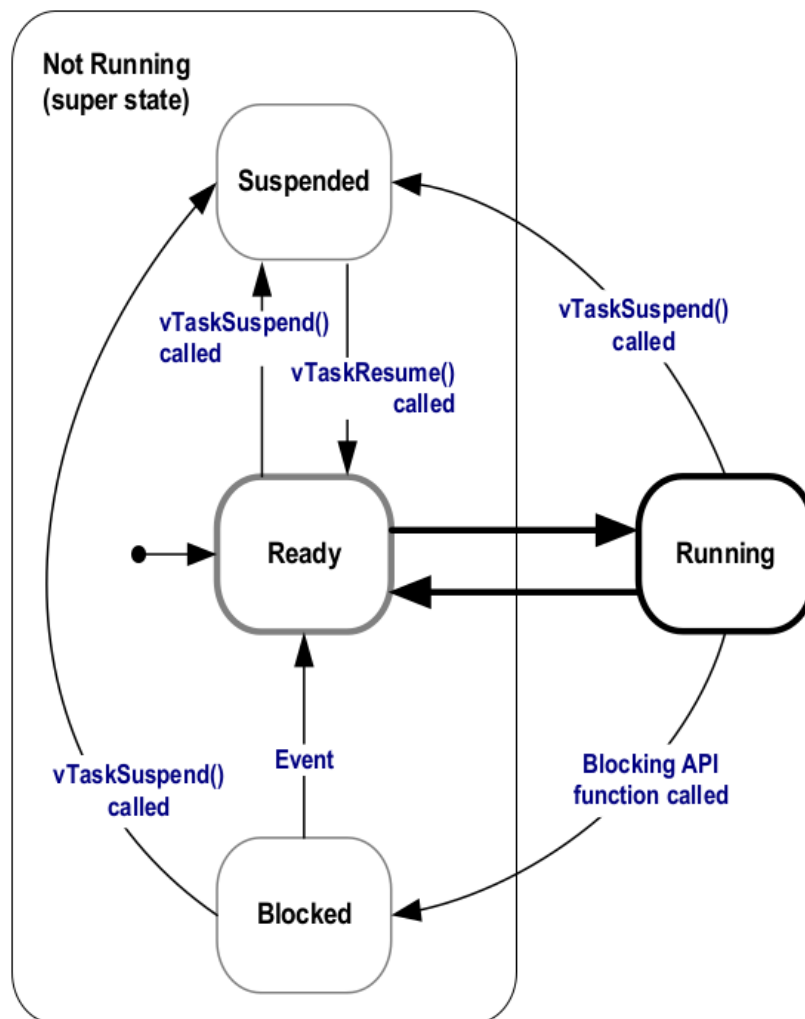 Not Running
(super state)
Suspended
vTaskSuspend()
called
vTaskResume()
called
vTaskSuspend()
called
Ready
Running
Event
vTaskSuspend()
called
Blocking API
function called
Blocked